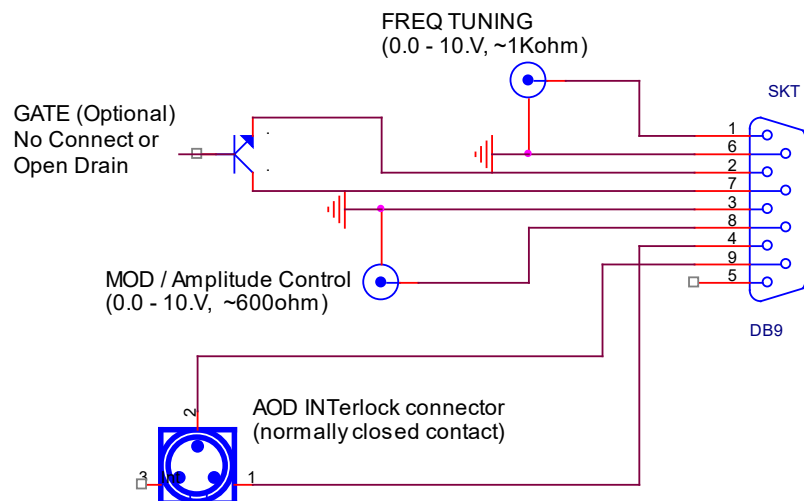 FREQ TUNING
(0.0 - 10.V, ~1Kohm)
SKT
GATE (Optional)
No Connect or
Open Drain
1
6
2
7
3
8
4
9
5
MOD / Amplitude Control
(0.0 - 10.V, ~600ohm)
DB9
AOD INTerlock connector
(normally closed contact)
2
3
1